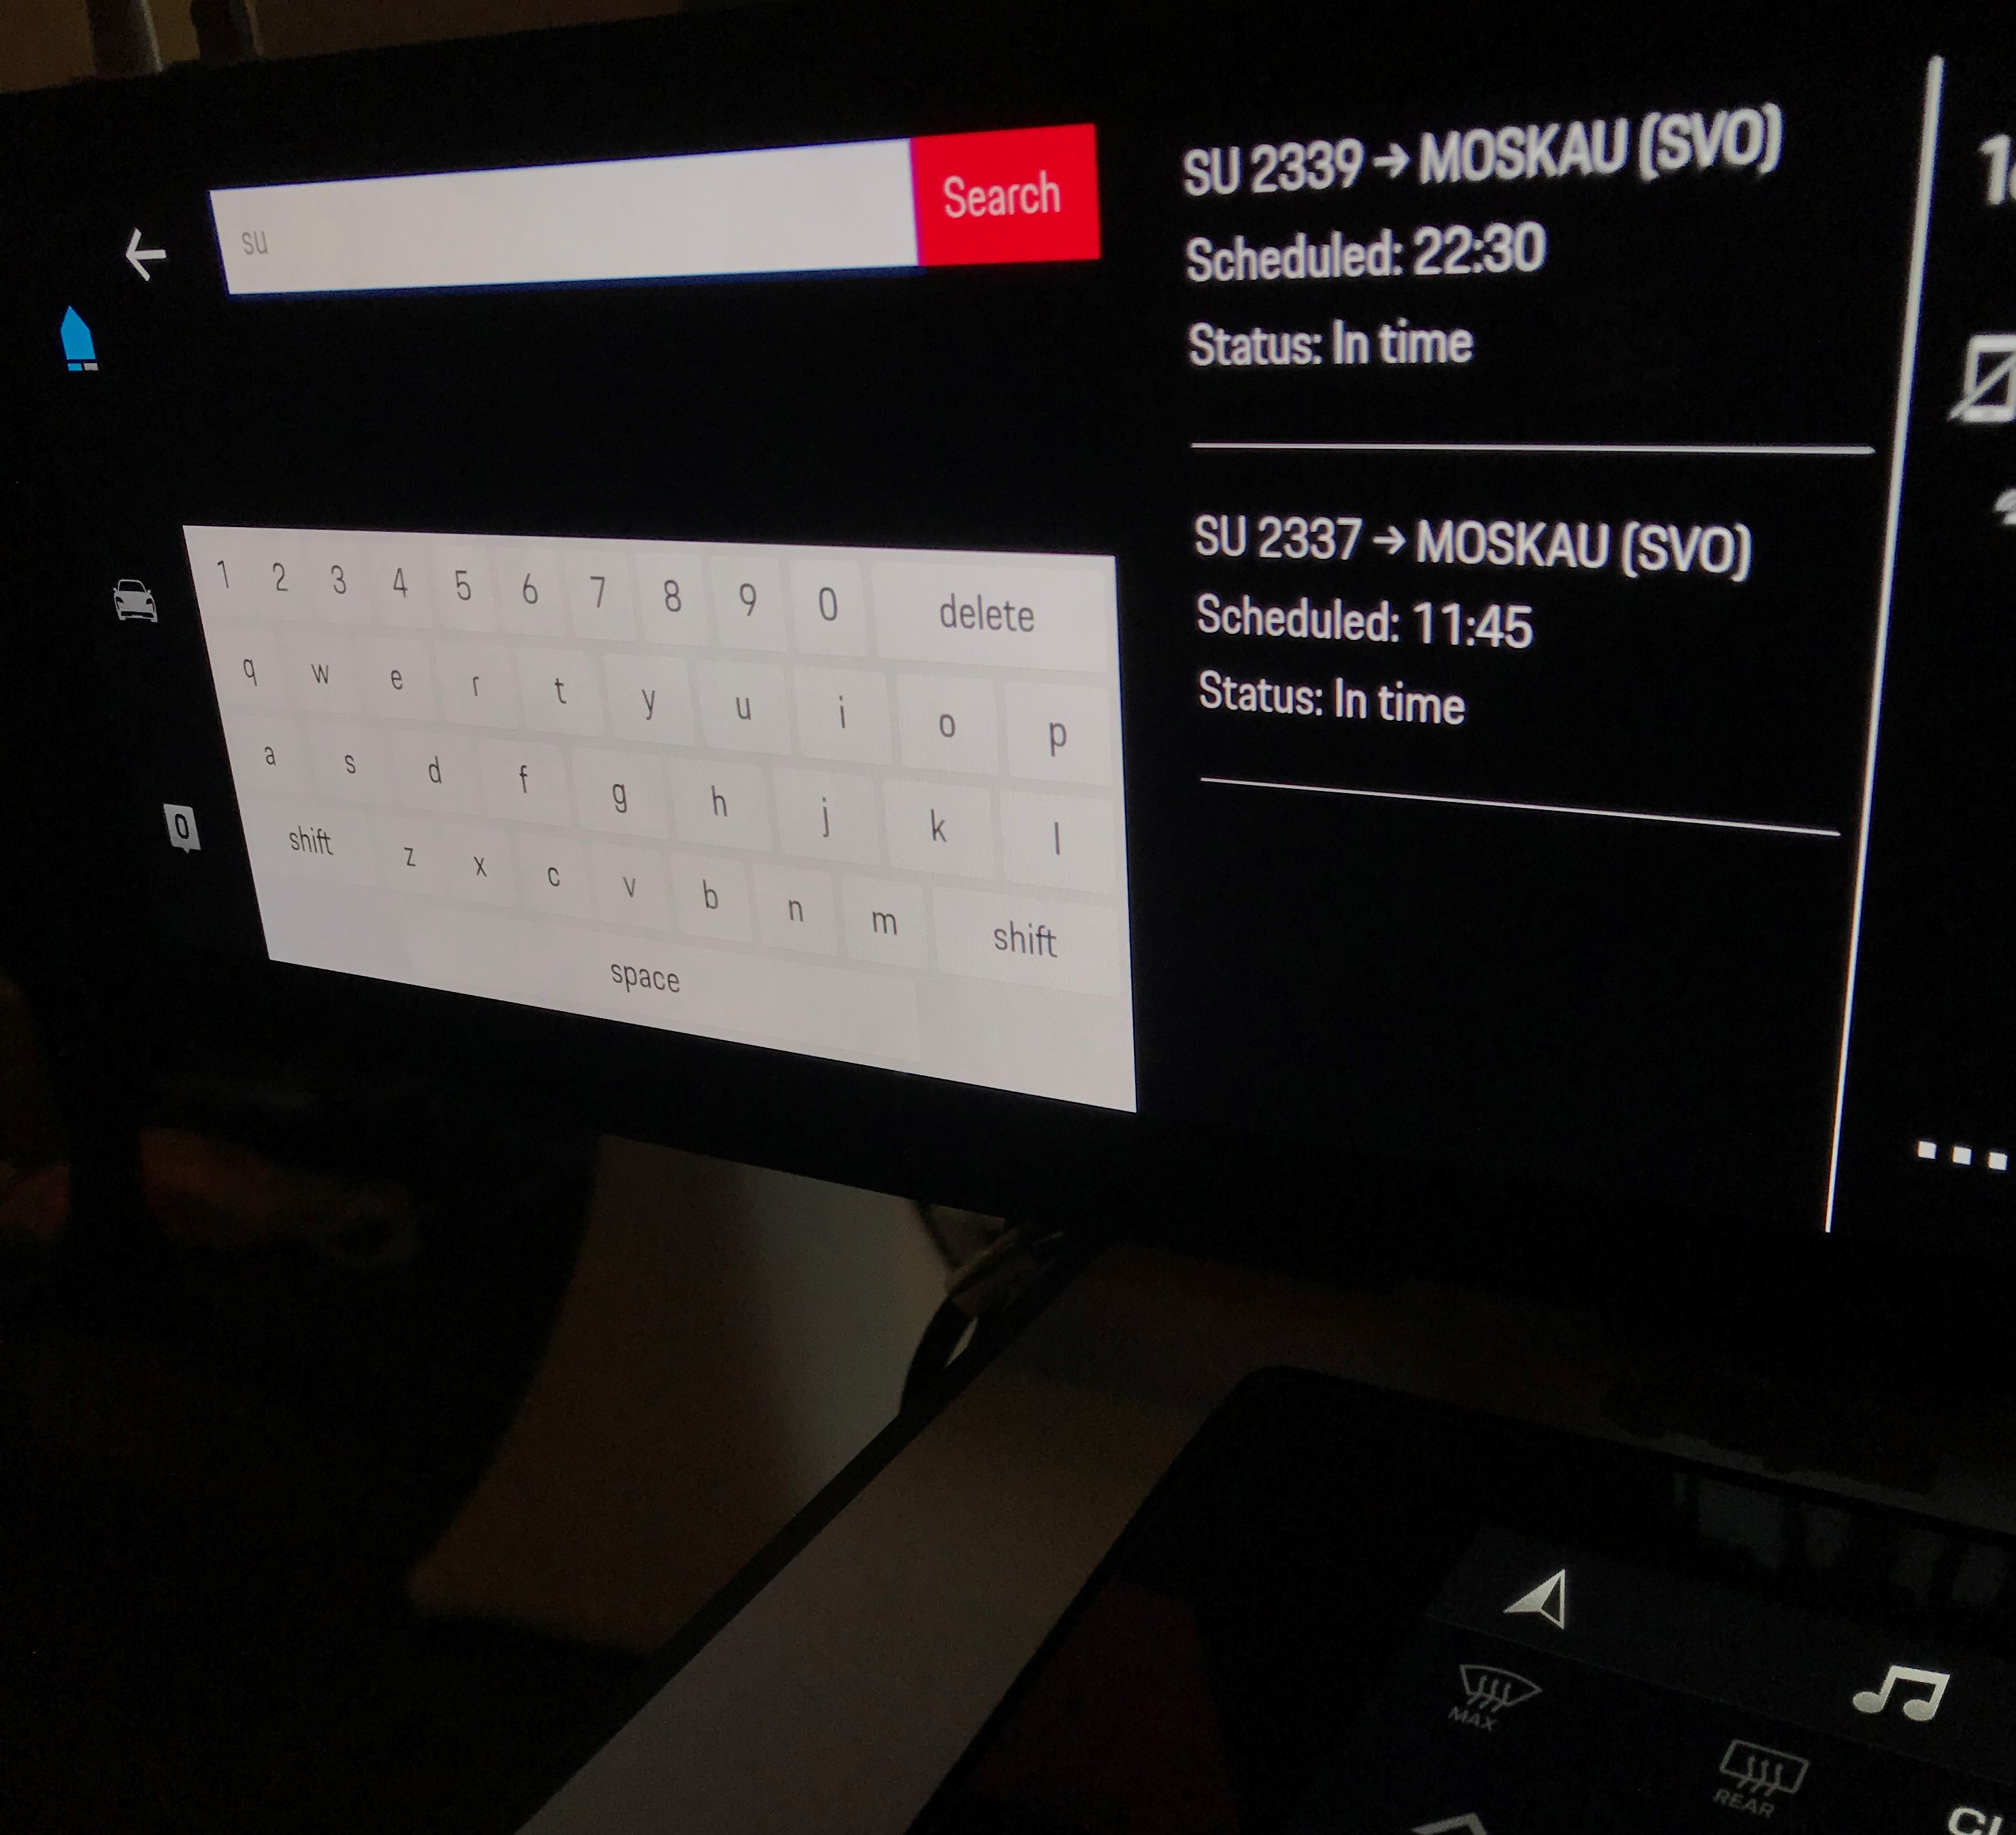 su
Search
1 2 3 4 5 6 7 8 9 0 delete
q w e r t y u i o p
a s d f g h j k l
shift z x c v b n m shift
space
0
SU 2339 → MOSKAU (SVO)
Scheduled: 22:30
Status: In time
SU 2337 → MOSKAU (SVO)
Scheduled: 11:45
Status: In time
MAX
REAR